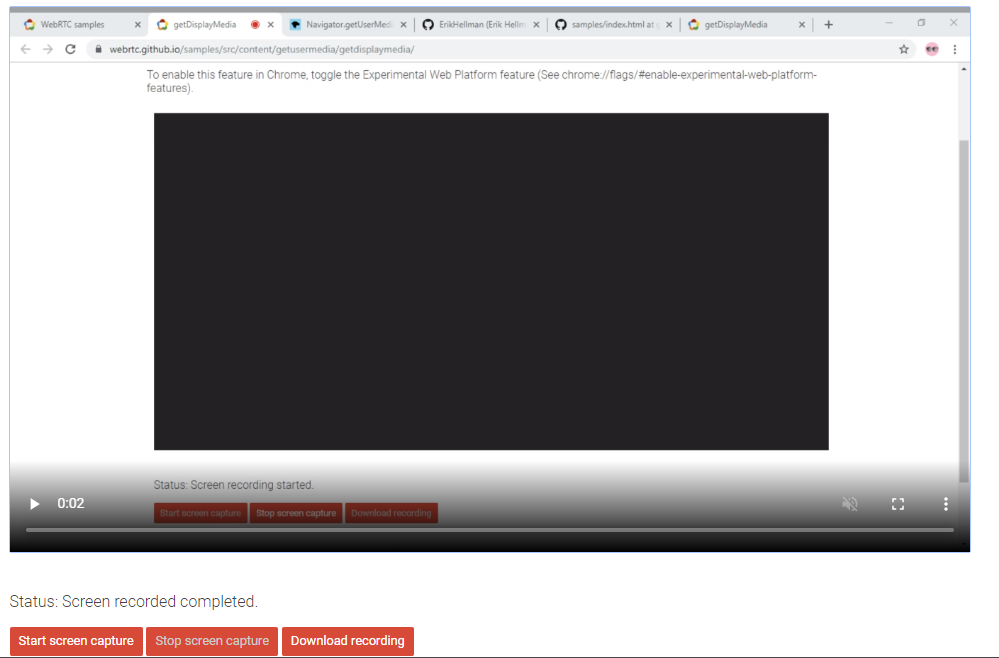 WebRTC samples
getDisplayMedia
Navigator.getUserMedi
ErikHellman (Erik Hellm
samples/index.html at g
getDisplayMedia
webrtc.github.io/samples/src/content/getusermedia/getdisplaymedia/
To enable this feature in Chrome, toggle the Experimental Web Platform feature (See chrome://flags/#enable-experimental-web-platform-
features).
Status: Screen recording started.
Start screen capture Stop screen capture Download recording
0:02
Status: Screen recorded completed.
Start screen capture Stop screen capture Download recording